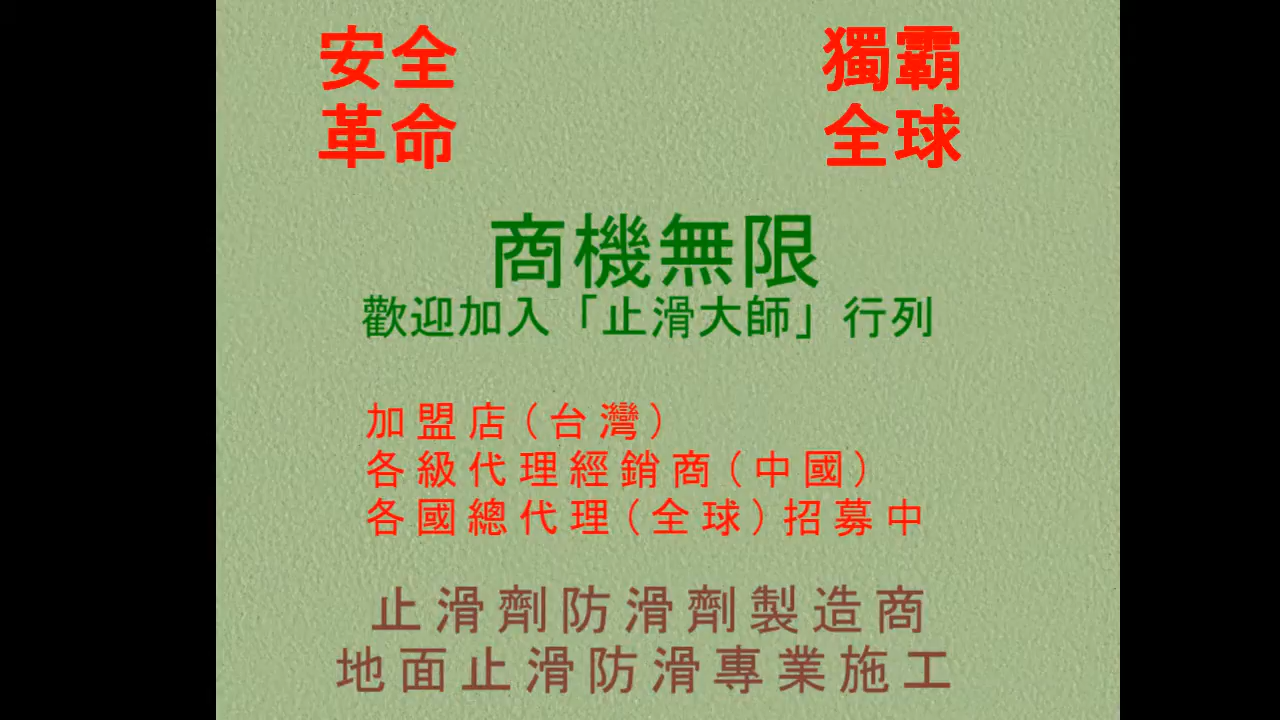 安全 獨霸
革命 全球
商機無限
歡迎加入「止滑大師」行列
加盟店(台灣)
各級代理經銷商(中國)
各國總代理(全球)招募中
止滑劑防滑劑製造商
地面止滑防滑專業施工